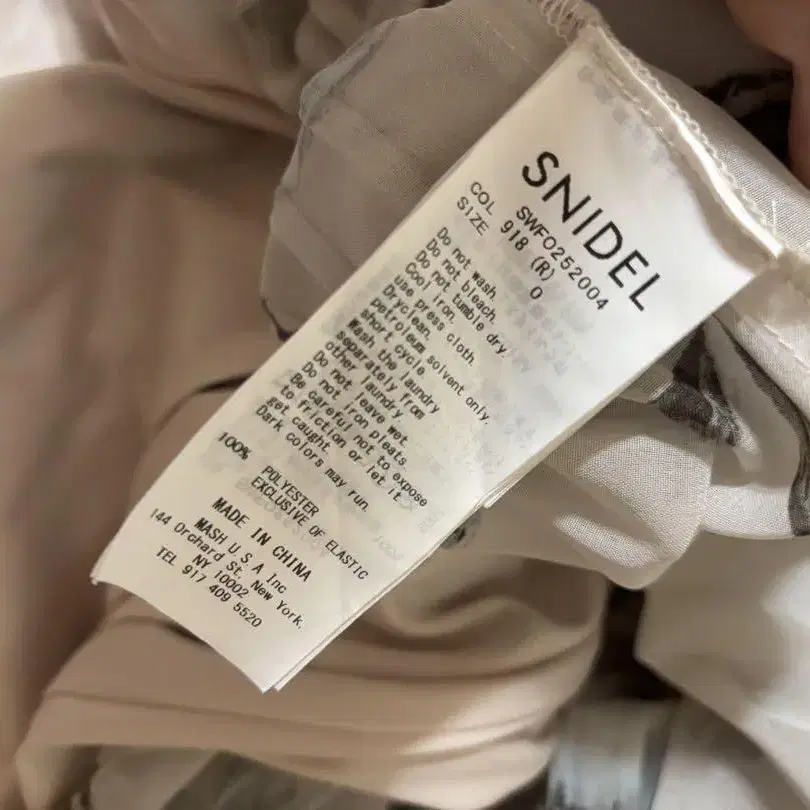 SNIDEL
SWFO252004
COL 918 (R)
SIZE 0
Do not wash.
Do not bleach.
Do not tumble dry.
Cool iron.
use press cloth.
Dryclean.
petroleum solvent only.
short cycle.
Wash the laundry
separately from
other laundry.
Do not leave wet.
Do not iron pleats.
Be careful not to expose
to friction or let it
get caught.
Dark colors may run.
100% POLYESTER
EXCLUSIVE OF ELASTIC
MADE IN CHINA
MASH U.S.A Inc
144 Orchard St. New York,
NY 10002
TEL 917 409 5520